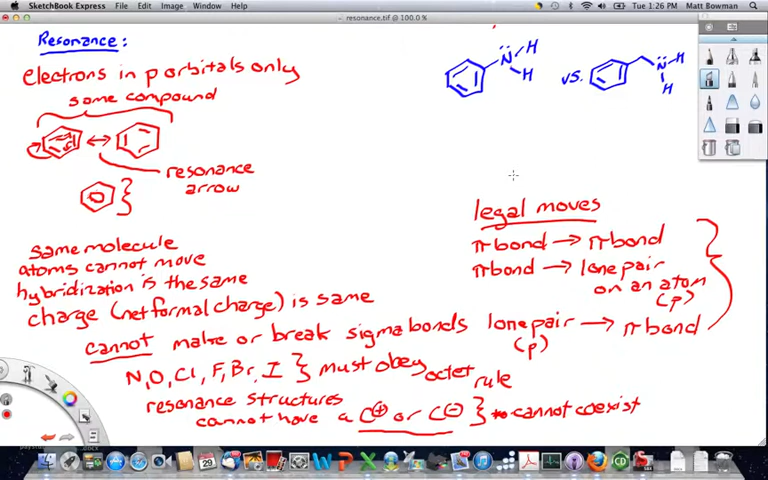 SketchBook Express File Edit Image Window Help
Tue 1:26 PM Matt Bowman
resonance.tif @ 100.0 %
Resonance:
electrons in p orbitals only
same compound
resonance
arrow
N H
H
vs.
N H
H
legal moves
π bond → π bond
π bond → lone pair
on an atom
(p)
lone pair → π bond
(p)
same molecule
atoms cannot move
hybridization is the same
charge (net formal charge) is same
cannot make or break sigma bonds
N, O, Cl, F, Br, I } must obey
octet rule
resonance structures
cannot have a C⊕ or C⊖ } cannot coexist